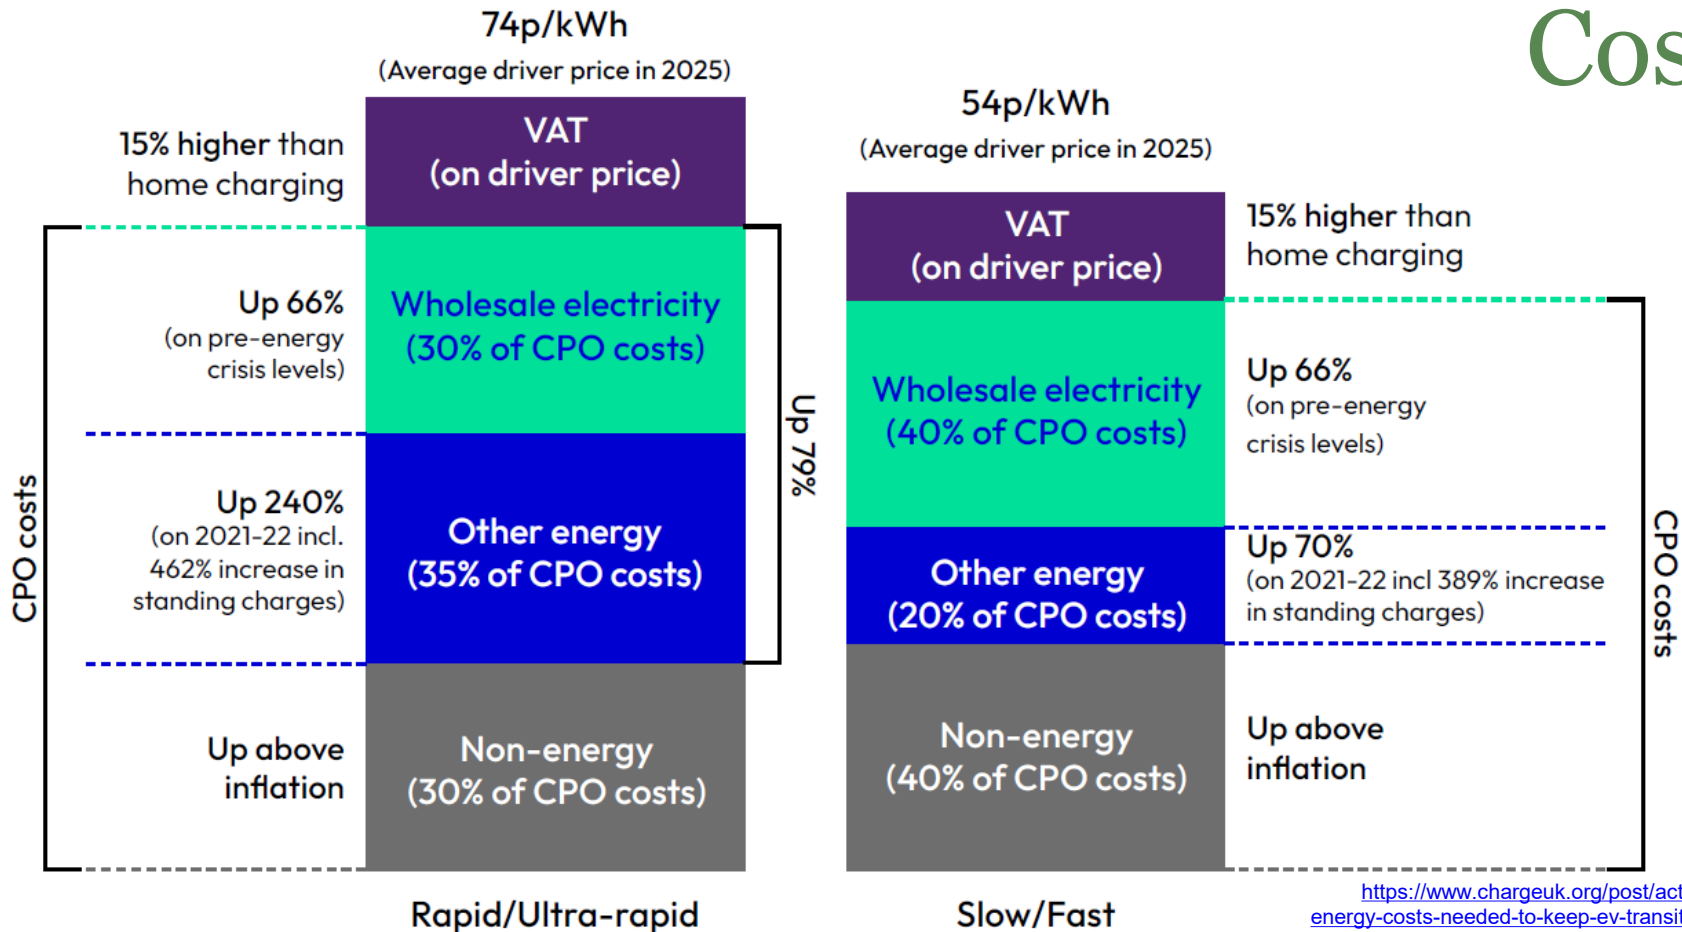 Cos
74p/kWh
(Average driver price in 2025)
15% higher than
home charging
VAT
(on driver price)
Up 66%
(on pre-energy
crisis levels)
Wholesale electricity
(30% of CPO costs)
Up 79%
CPO costs
Up 240%
(on 2021-22 incl.
462% increase in
standing charges)
Other energy
(35% of CPO costs)
Up above
inflation
Non-energy
(30% of CPO costs)
Rapid/Ultra-rapid
54p/kWh
(Average driver price in 2025)
VAT
(on driver price)
15% higher than
home charging
Wholesale electricity
(40% of CPO costs)
Up 66%
(on pre-energy
crisis levels)
Other energy
(20% of CPO costs)
Up 70%
(on 2021-22 incl 389% increase
in standing charges)
CPO costs
Non-energy
(40% of CPO costs)
Up above
inflation
Slow/Fast
https://www.chargeuk.org/post/act
energy-costs-needed-to-keep-ev-transit